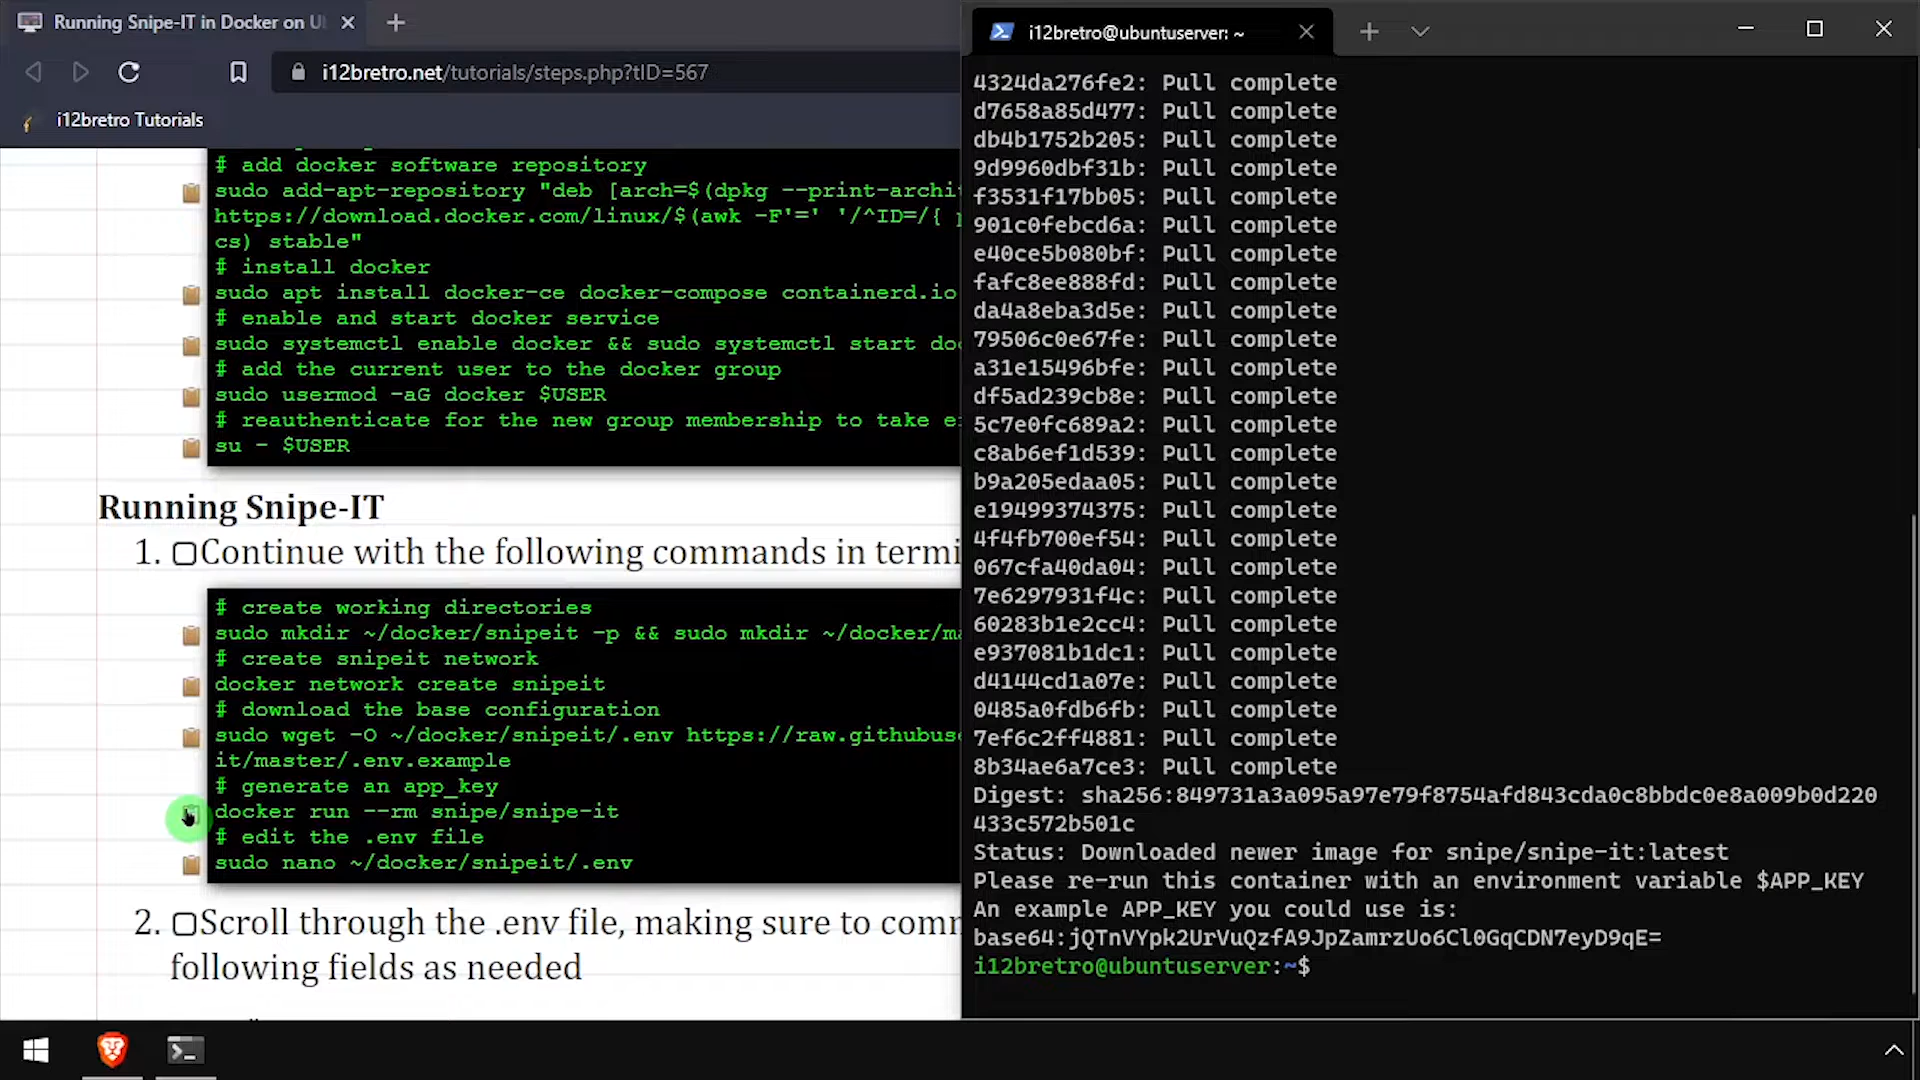 Running Snipe-IT in Docker on U
i12bretro.net/tutorials/steps.php?tID=567
i12bretro Tutorials
# add docker software repository
sudo add-apt-repository "deb [arch=$(dpkg --print-archi
https://download.docker.com/linux/$(awk -F'=' '/^ID=/{
cs) stable"
# install docker
sudo apt install docker-ce docker-compose containerd.io
# enable and start docker service
sudo systemctl enable docker && sudo systemctl start do
# add the current user to the docker group
sudo usermod -aG docker $USER
# reauthenticate for the new group membership to take e
su - $USER
Running Snipe-IT
1. Continue with the following commands in termi
# create working directories
sudo mkdir ~/docker/snipeit -p && sudo mkdir ~/docker/m
# create snipeit network
docker network create snipeit
# download the base configuration
sudo wget -O ~/docker/snipeit/.env https://raw.githubus
it/master/.env.example
# generate an app_key
docker run --rm snipe/snipe-it
# edit the .env file
sudo nano ~/docker/snipeit/.env
2. Scroll through the .env file, making sure to com
following fields as needed
i12bretro@ubuntuserver: ~
4324da276fe2: Pull complete
d7658a85d477: Pull complete
db4b1752b205: Pull complete
9d9960dbf31b: Pull complete
f3531f17bb05: Pull complete
901c0febcd6a: Pull complete
e40ce5b080bf: Pull complete
fafc8ee888fd: Pull complete
da4a8eba3d5e: Pull complete
79506c0e67fe: Pull complete
a31e15496bfe: Pull complete
df5ad239cb8e: Pull complete
5c7e0fc689a2: Pull complete
c8ab6ef1d539: Pull complete
b9a205edaa05: Pull complete
e19499374375: Pull complete
4f4fb700ef54: Pull complete
067cfa40da04: Pull complete
7e6297931f4c: Pull complete
60283b1e2cc4: Pull complete
e937081b1dc1: Pull complete
d4144cd1a07e: Pull complete
0485a0fdb6fb: Pull complete
7ef6c2ff4881: Pull complete
8b34ae6a7ce3: Pull complete
Digest: sha256:849731a3a095a97e79f8754afd843cda0c8bbdc0e8a009b0d220
433c572b501c
Status: Downloaded newer image for snipe/snipe-it:latest
Please re-run this container with an environment variable $APP_KEY
An example APP_KEY you could use is:
base64:jQTnVYpk2UrVuQzfA9JpZamrzUo6Cl0GqCDN7eyD9qE=
i12bretro@ubuntuserver:~$